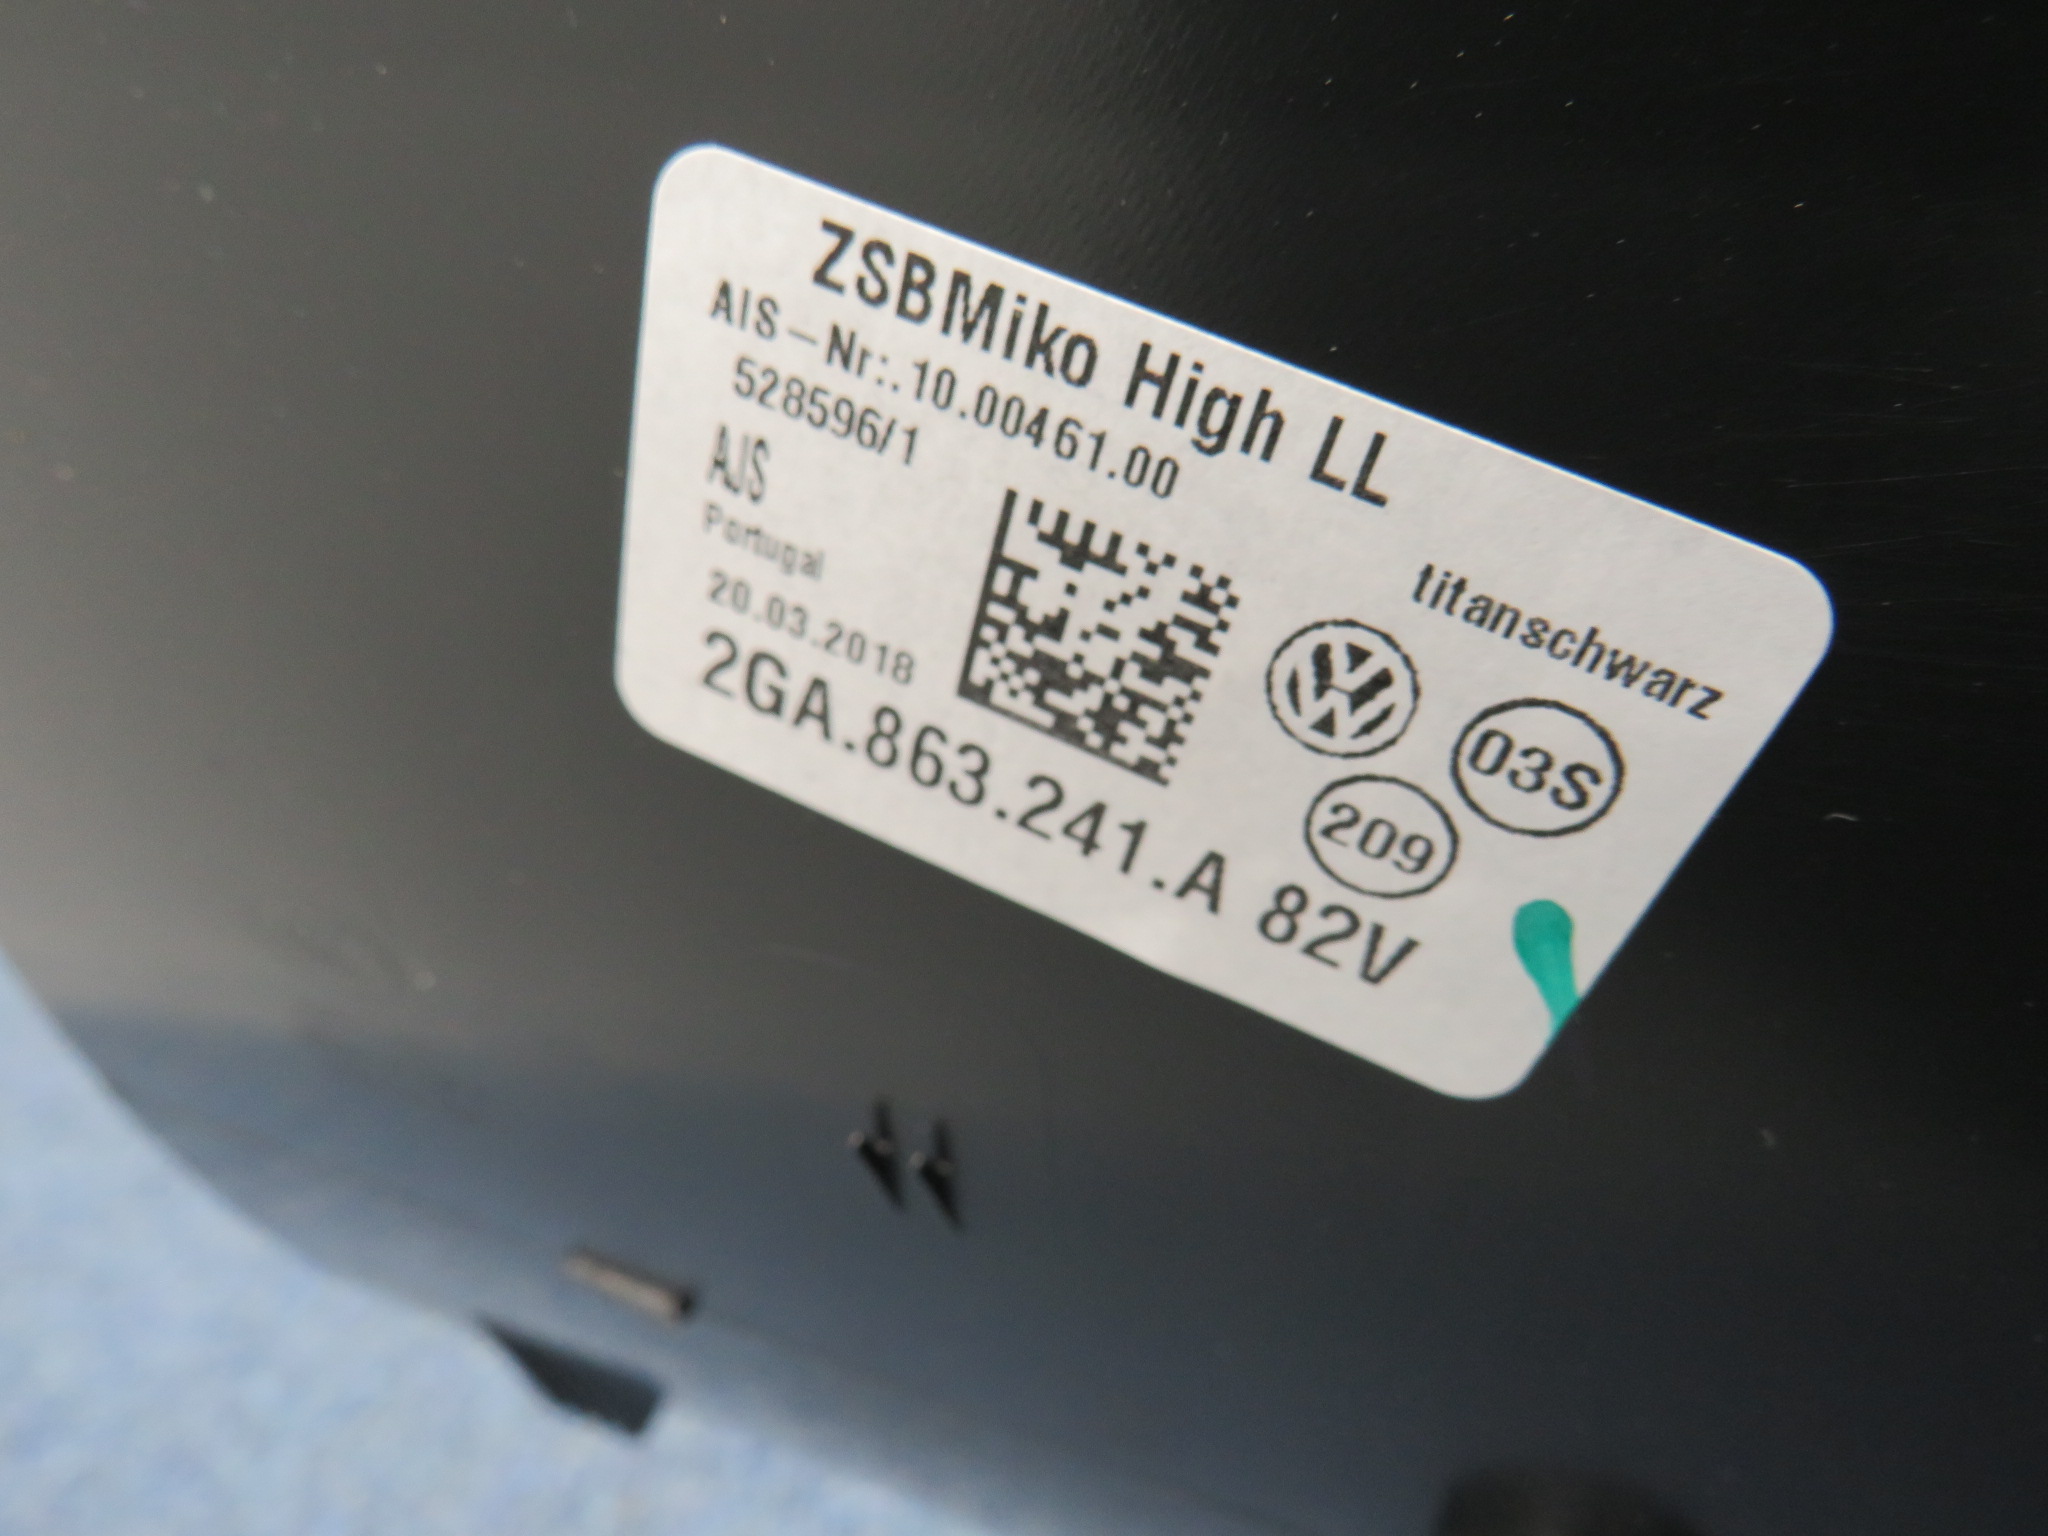 ZSBMiko High LL
AIS-Nr:.10.00461.00
528596/1
titanschwarz
AJS
Portugal
03S
20.03.2018
209
2GA.863.241.A 82V